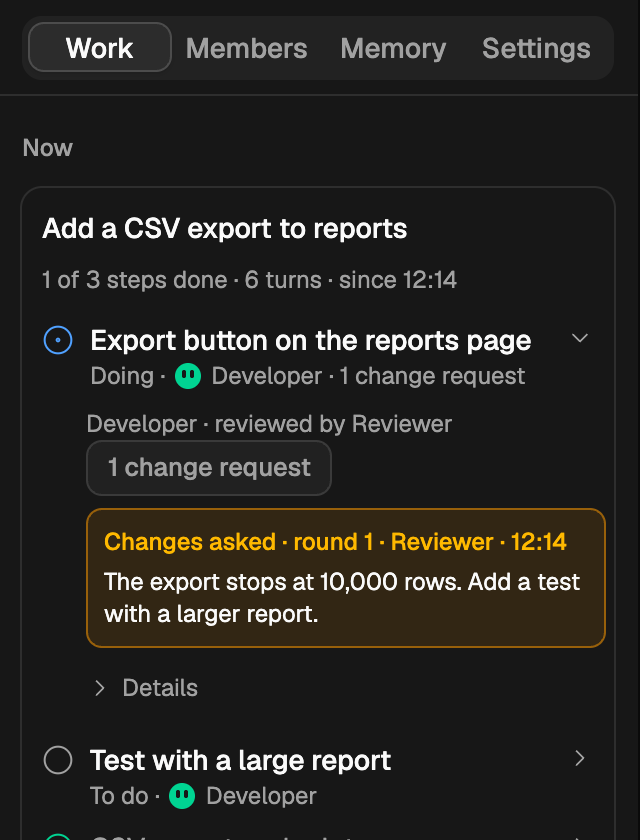 Work Members Memory Settings
Now
Add a CSV export to reports
1 of 3 steps done · 6 turns · since 12:14
Export button on the reports page
Doing · Developer · 1 change request
Developer · reviewed by Reviewer
1 change request
Changes asked · round 1 · Reviewer · 12:14
The export stops at 10,000 rows. Add a test
with a larger report.
Details
Test with a large report
To do · Developer